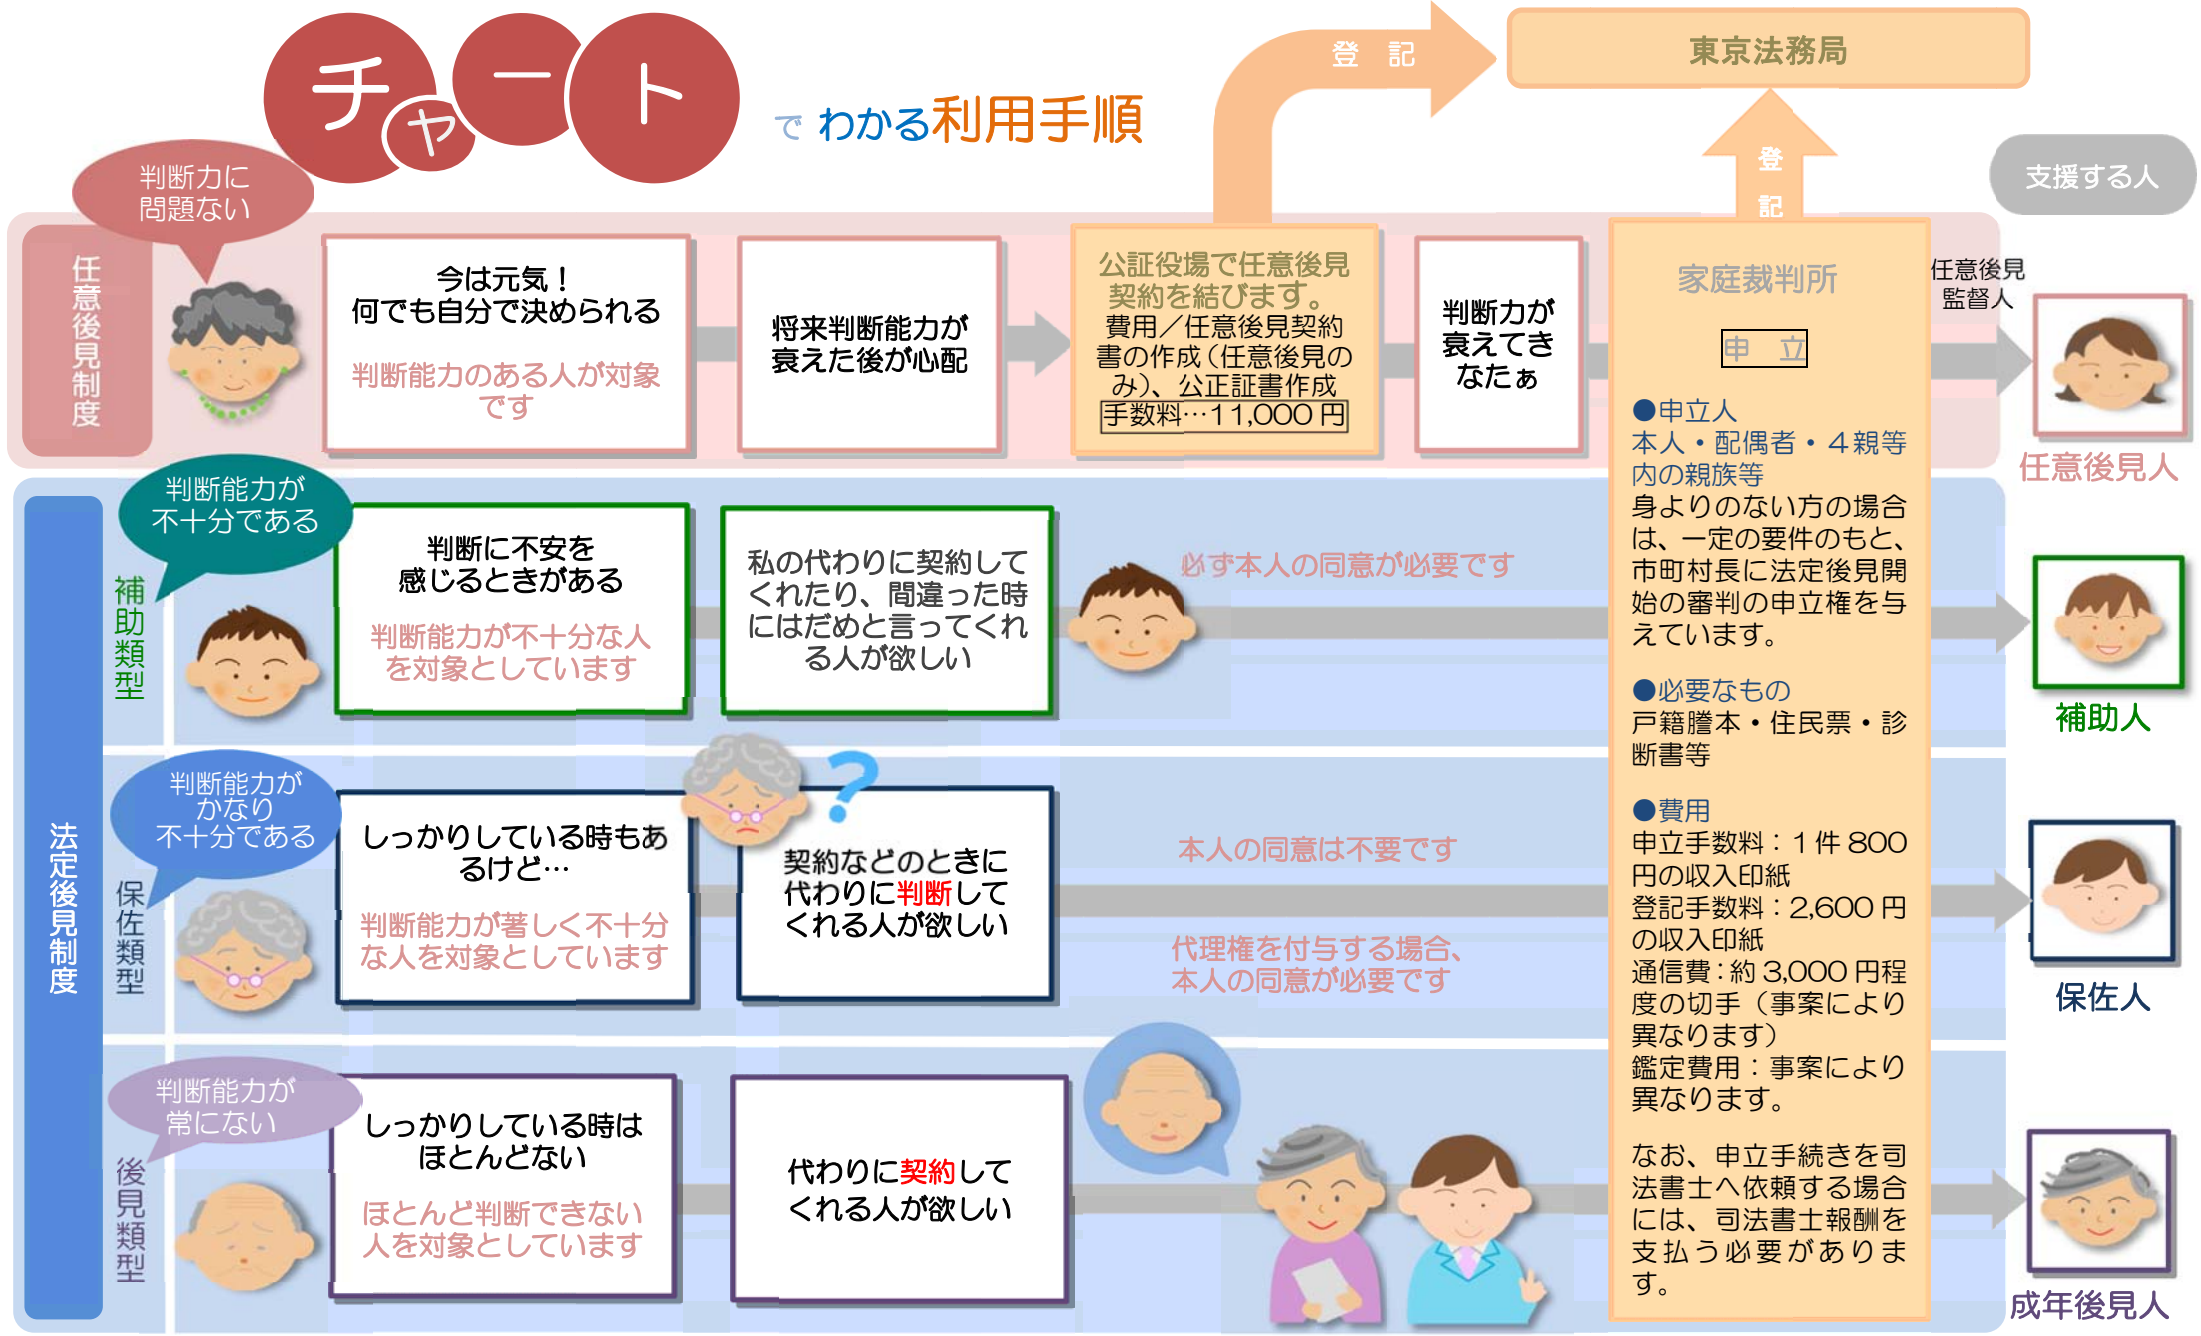 チャート
で わかる利用手順
登 記
東京法務局
登
記
支援する人
判断力に
問題ない
任意後見制度
今は元気！
何でも自分で決められる
判断能力のある人が対象
です
将来判断能力が
衰えた後が心配
公証役場で任意後見
契約を結びます。
費用／任意後見契約
書の作成（任意後見の
み）、公正証書作成
手数料…11,000 円
判断力が
衰えてき
なたぁ
家庭裁判所
申 立
●申立人
本人・配偶者・４親等
内の親族等
身よりのない方の場合
は、一定の要件のもと、
市町村長に法定後見開
始の審判の申立権を与
えています。
●必要なもの
戸籍謄本・住民票・診
断書等
●費用
申立手数料：１件 800
円の収入印紙
登記手数料：2,600 円
の収入印紙
通信費：約 3,000 円程
度の切手（事案により
異なります）
鑑定費用：事案により
異なります。
なお、申立手続きを司
法書士へ依頼する場合
には、司法書士報酬を
支払う必要がありま
す。
任意後見
監督人
任意後見人
法定後見制度
判断能力が
不十分である
補助類型
判断に不安を
感じるときがある
判断能力が不十分な人
を対象としています
私の代わりに契約して
くれたり、間違った時
にはだめと言ってくれ
る人が欲しい
必ず本人の同意が必要です
補助人
判断能力が
かなり
不十分である
保佐類型
しっかりしている時もあ
るけど…
判断能力が著しく不十分
な人を対象としています
？
契約などのときに
代わりに判断して
くれる人が欲しい
本人の同意は不要です
代理権を付与する場合、
本人の同意が必要です
保佐人
判断能力が
常にない
後見類型
しっかりしている時は
ほとんどない
ほとんど判断できない
人を対象としています
代わりに契約して
くれる人が欲しい
成年後見人